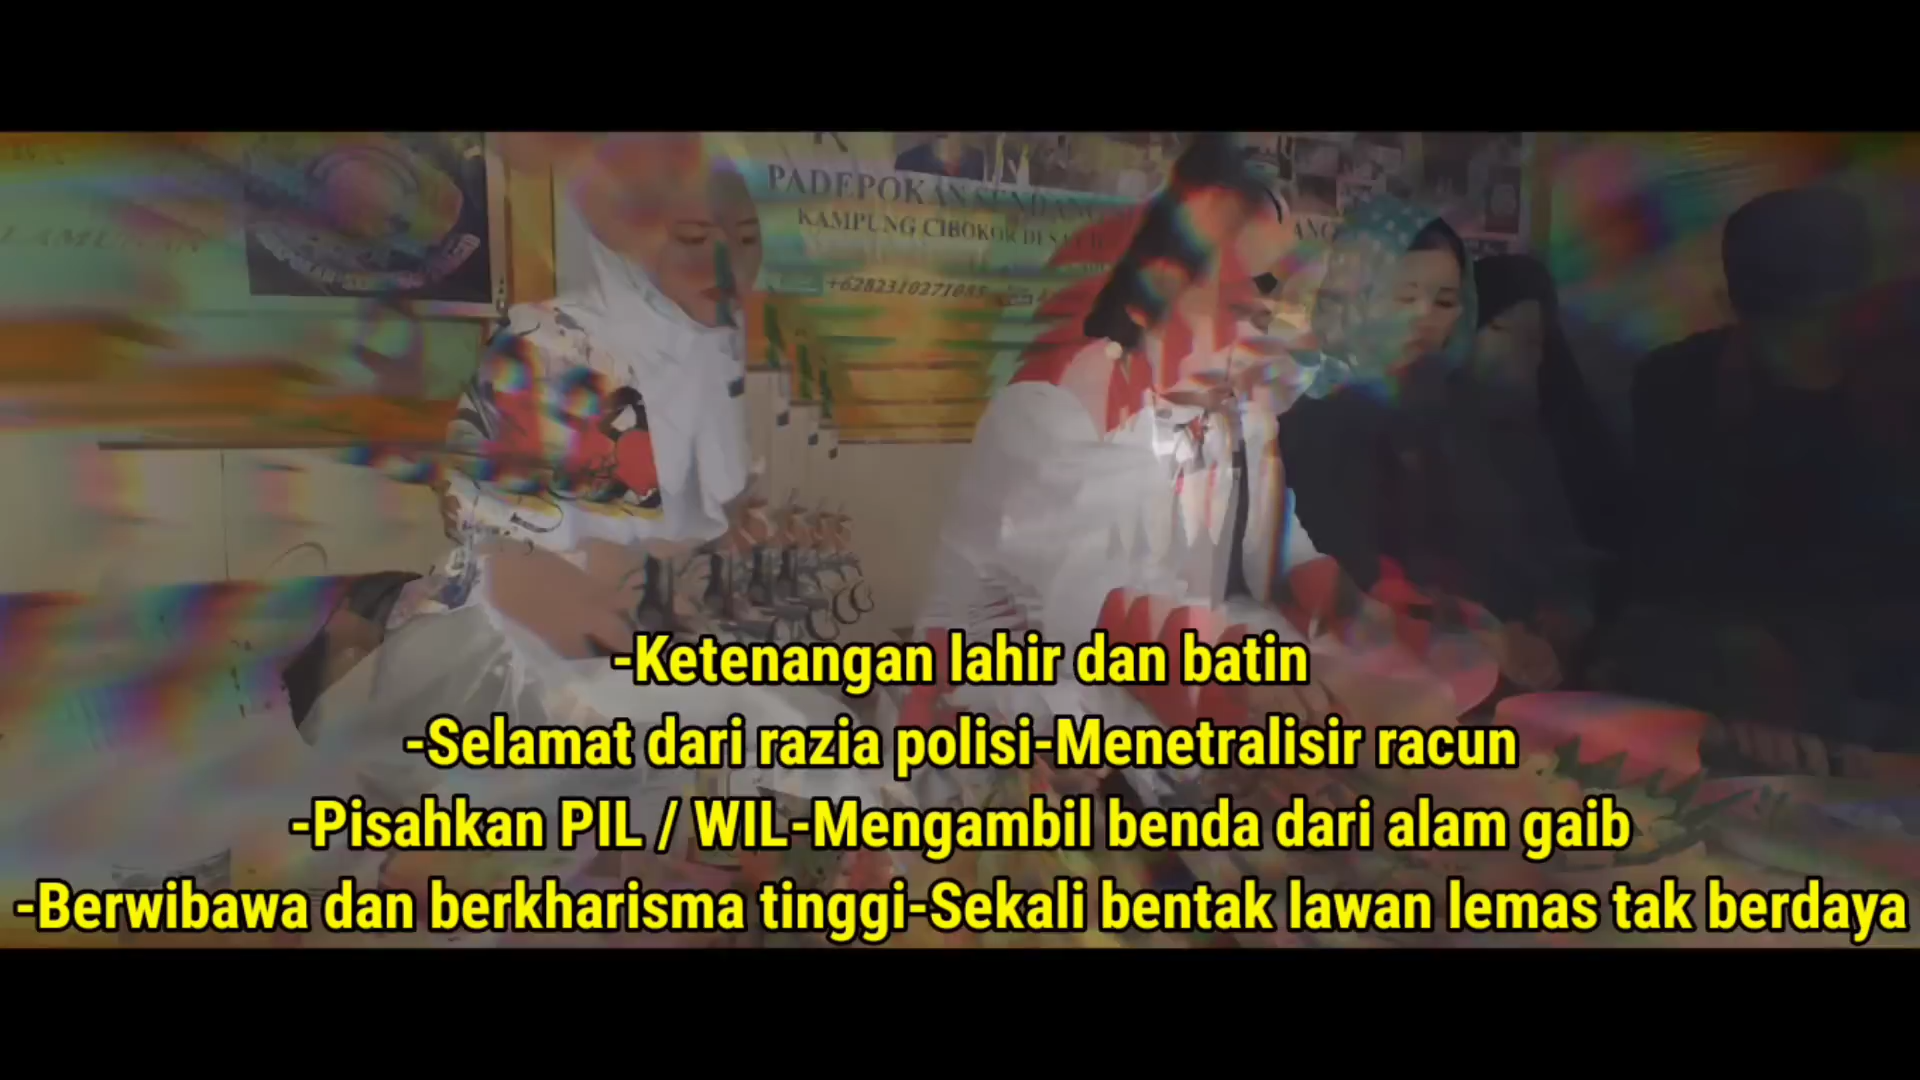 PADEPOKAN SENDANG
KAMPUNG CIBOKOR DESA
-Ketenangan lahir dan batin
-Selamat dari razia polisi-Menetralisir racun
-Pisahkan PIL / WIL-Mengambil benda dari alam gaib
-Berwibawa dan berkharisma tinggi-Sekali bentak lawan lemas tak berdaya